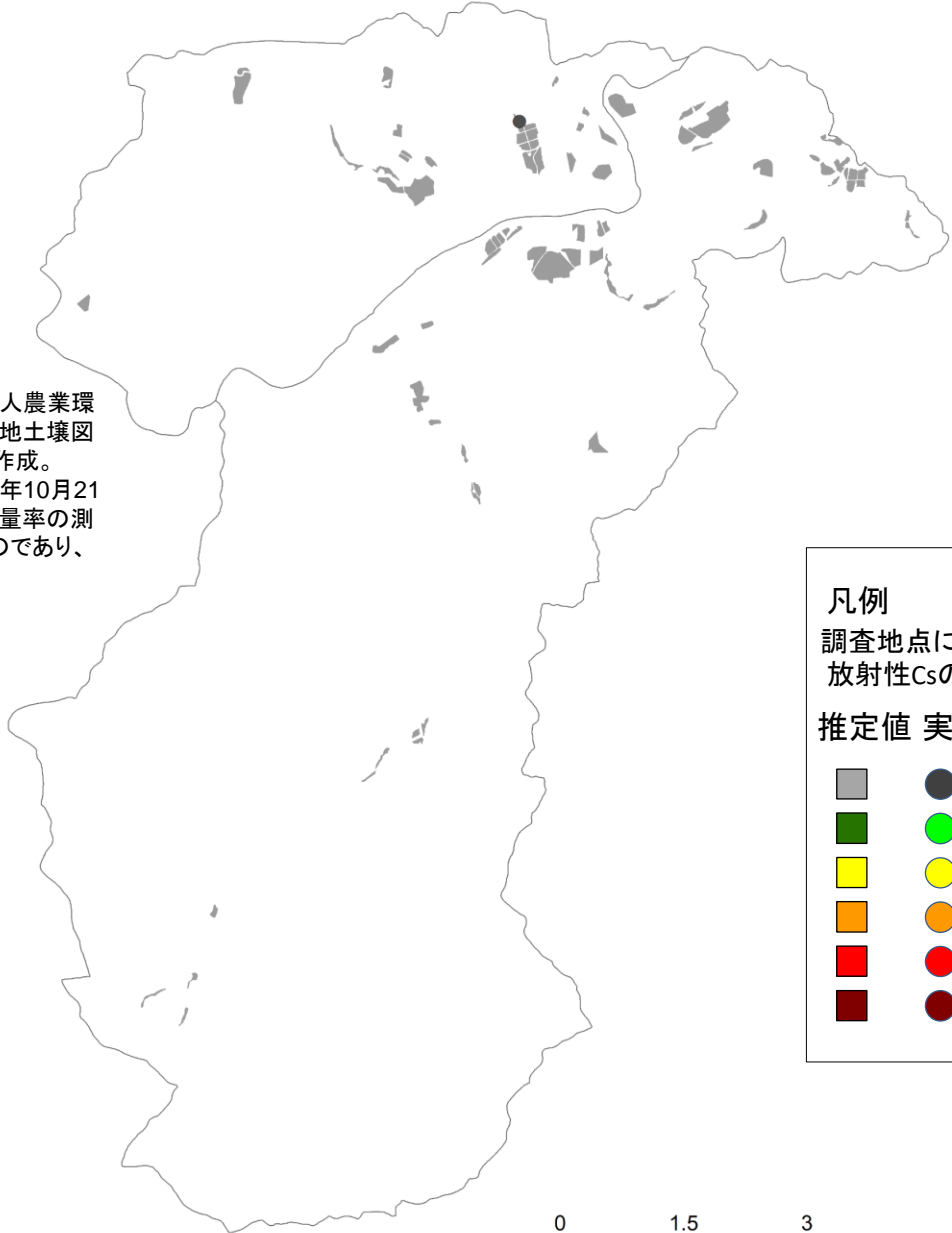 人農業環
地土壌図
作成。
年10月21
量率の測
のであり、
凡例
調査地点に
放射性Csの
推定値 実
0 1.5 3